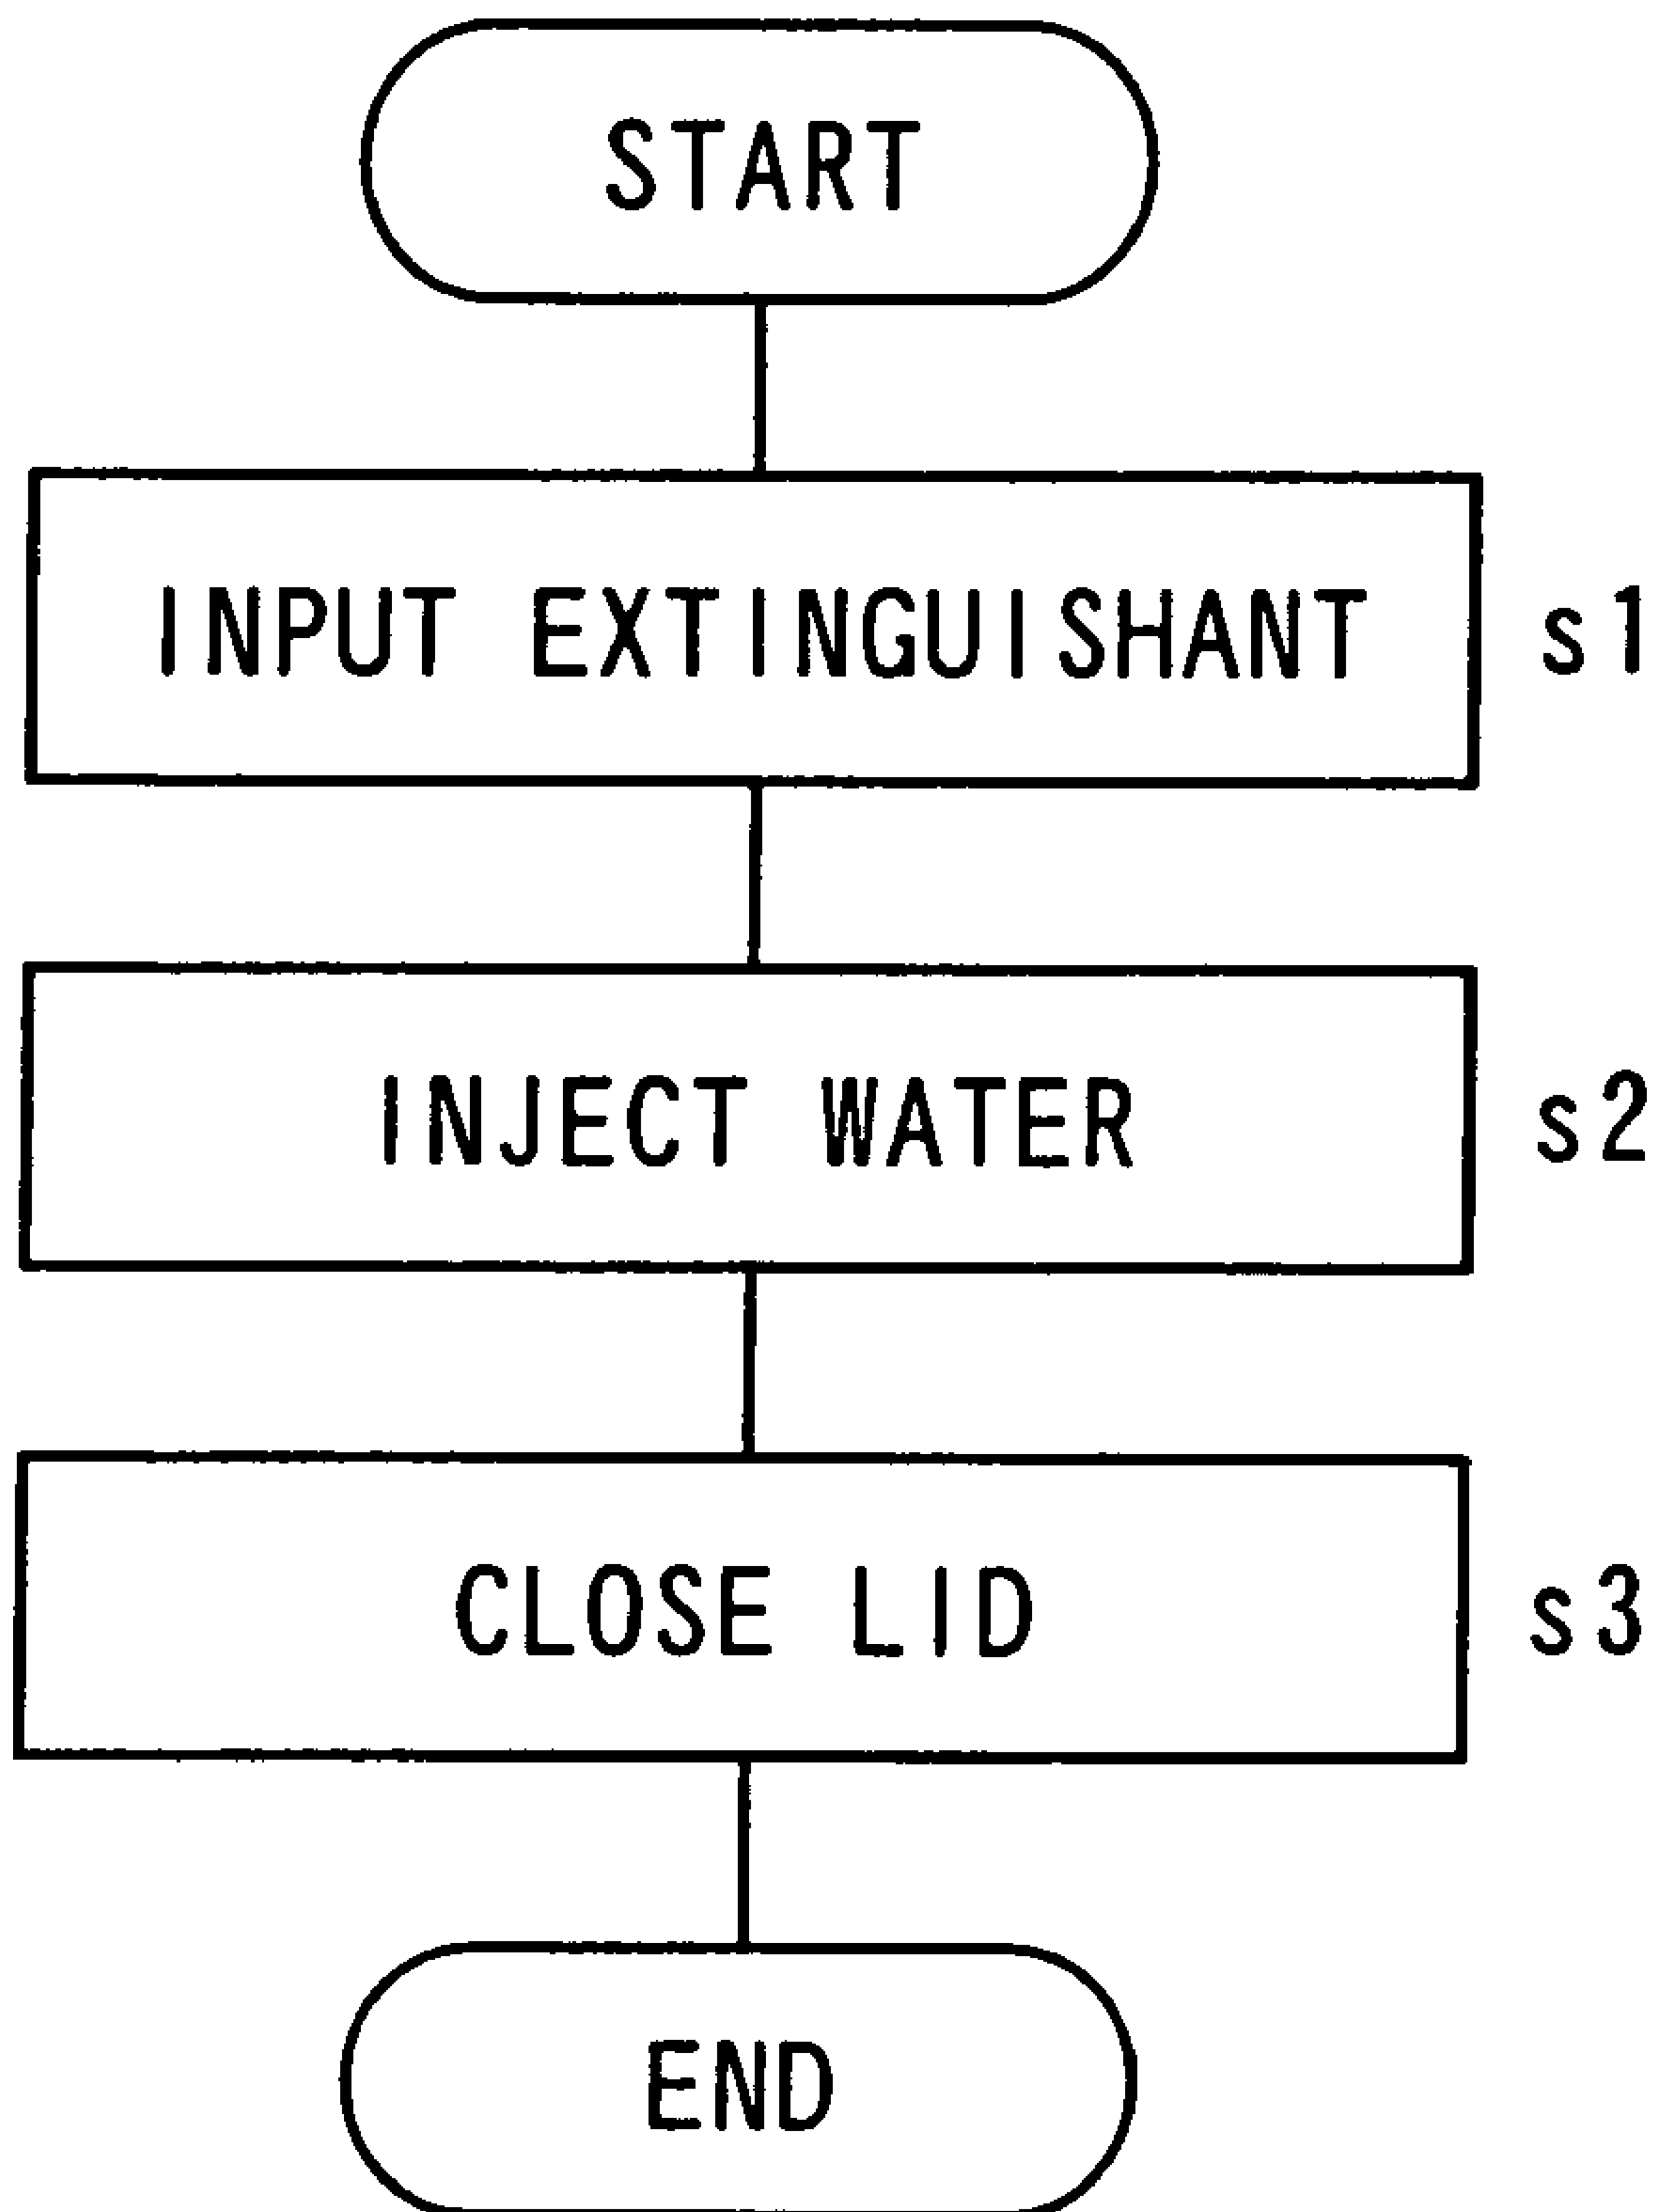 START
INPUT EXTINGUISHANT s1
INJECT WATER s2
CLOSE LID s3
END